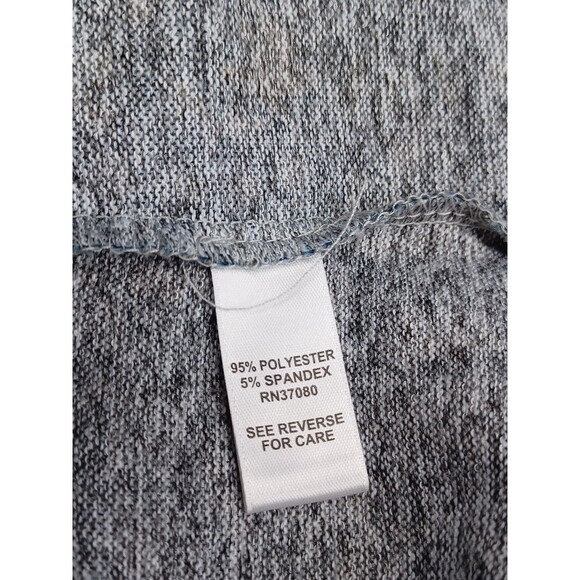 95% POLYESTER
5% SPANDEX
RN37080
SEE REVERSE
FOR CARE